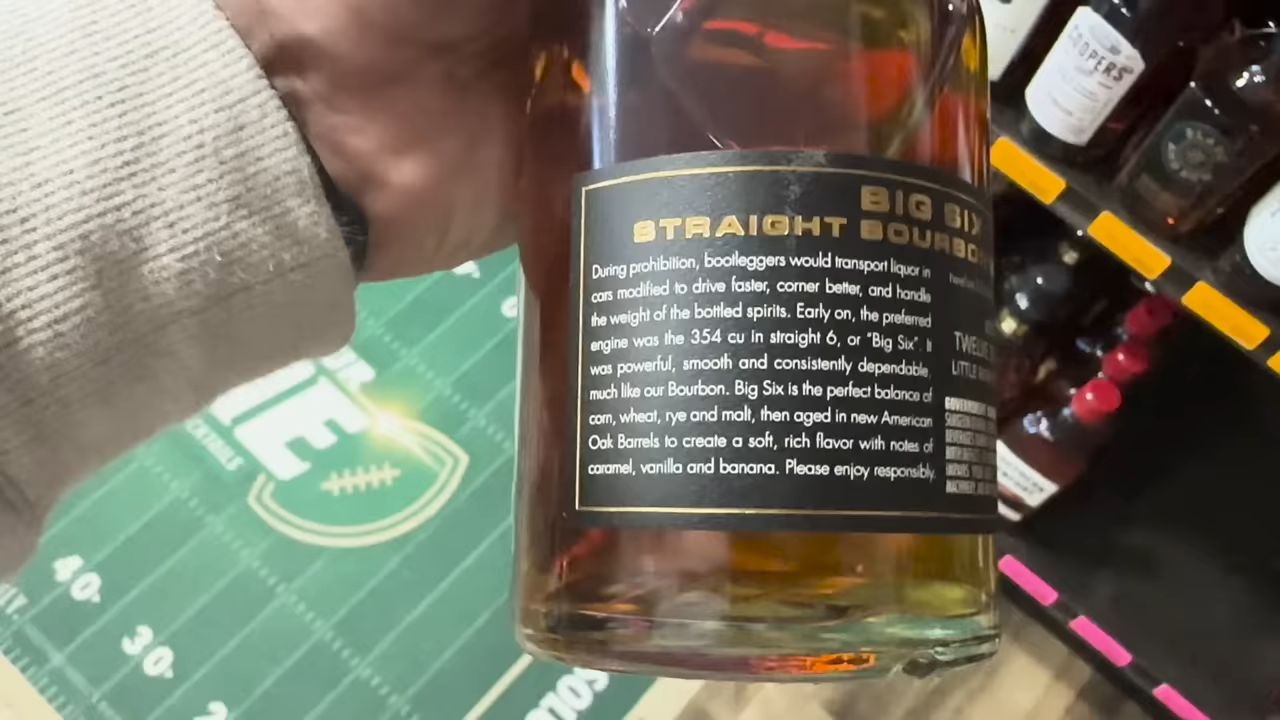 BIG SIX
STRAIGHT BOURBON
During prohibition, bootleggers would transport liquor in
cars modified to drive faster, corner better, and handle
the weight of the bottled spirits. Early on, the preferred
engine was the 354 cu in straight 6, or "Big Six". It
was powerful, smooth and consistently dependable,
much like our Bourbon. Big Six is the perfect balance of
corn, wheat, rye and malt, then aged in new American
Oak Barrels to create a soft, rich flavor with notes of
caramel, vanilla and banana. Please enjoy responsibly.
TWELVE
LITTLE
GOVERNMENT
COOPERS'
40
30